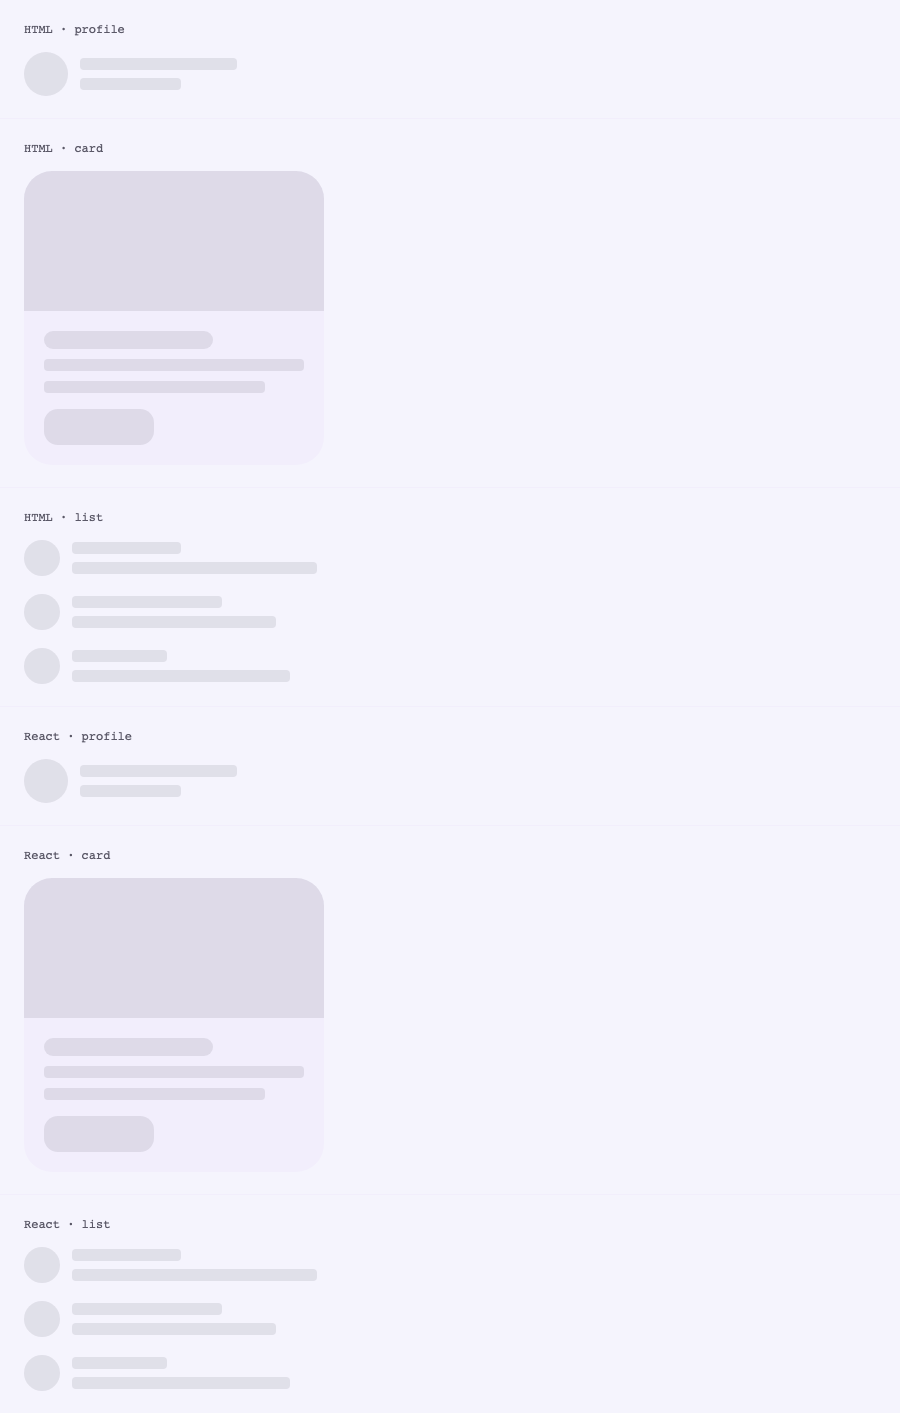 HTML · profile
HTML · card
HTML · list
React · profile
React · card
React · list